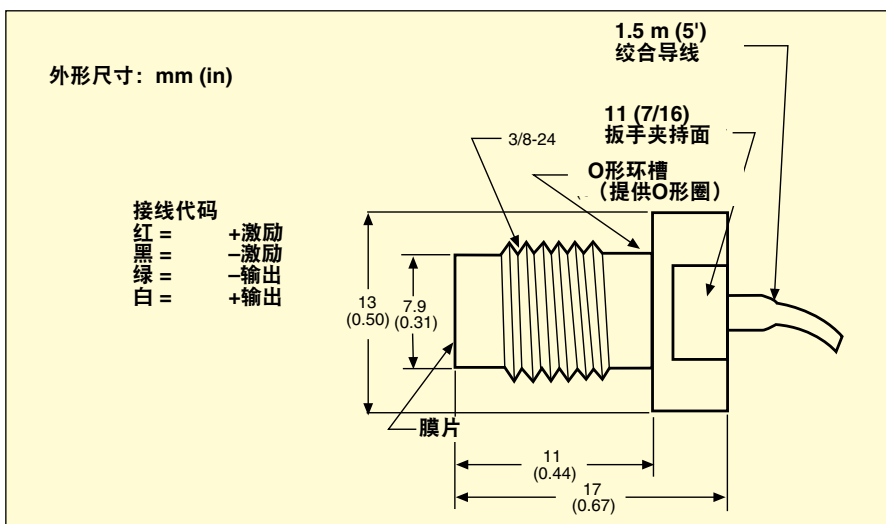 外形尺寸：mm (in)
1.5 m (5')
绞合导线
11 (7/16)
扳手夹持面
3/8-24
O形环槽
（提供O形圈）
接线代码
红 = +激励
黑 = –激励
绿 = –输出
白 = +输出
13
(0.50)
7.9
(0.31)
膜片
11
(0.44)
17
(0.67)